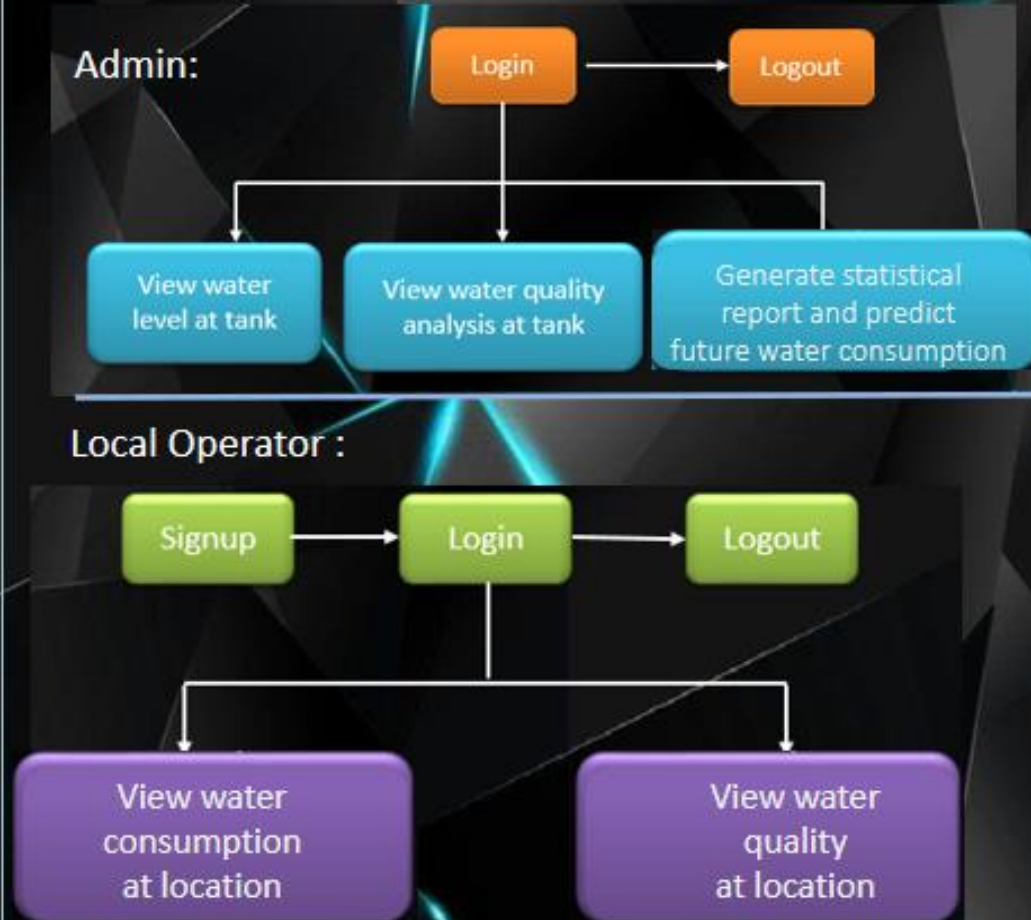 Admin:
Login
Logout
View water
level at tank
View water quality
analysis at tank
Generate statistical
report and predict
future water consumption
Local Operator :
Signup
Login
Logout
View water
consumption
at location
View water
quality
at location